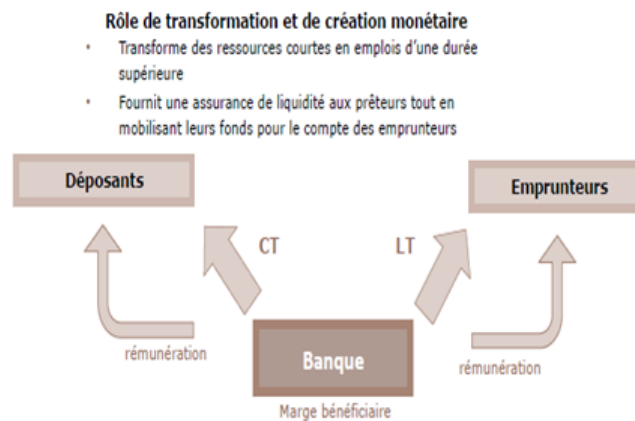 Rôle de transformation et de création monétaire
• Transforme des ressources courtes en emplois d'une durée
supérieure
• Fournit une assurance de liquidité aux prêteurs tout en
mobilisant leurs fonds pour le compte des emprunteurs
Déposants
Emprunteurs
CT
LT
rémunération
Banque
rémunération
Marge bénéficiaire